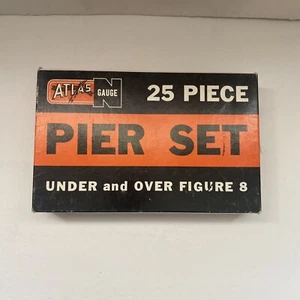 ATLAS N GAUGE 25 PIECE
PIER SET
UNDER and OVER FIGURE 8